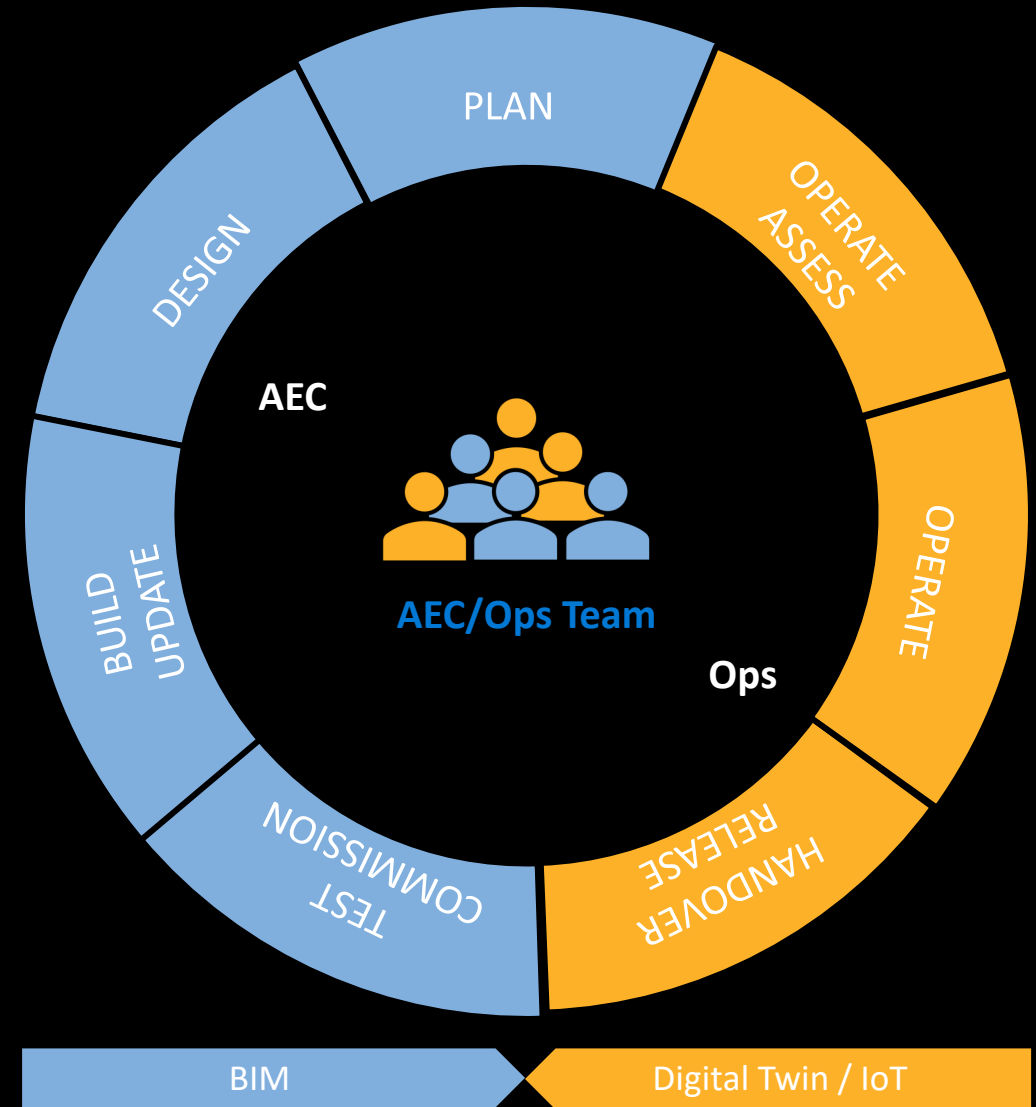 PLAN
OPERATE
ASSESS
DESIGN
AEC
OPERATE
BUILD
UPDATE
AEC/Ops Team
Ops
COMMISSION
TEST
HANDOVER
RELEASE
BIM
Digital Twin / IoT